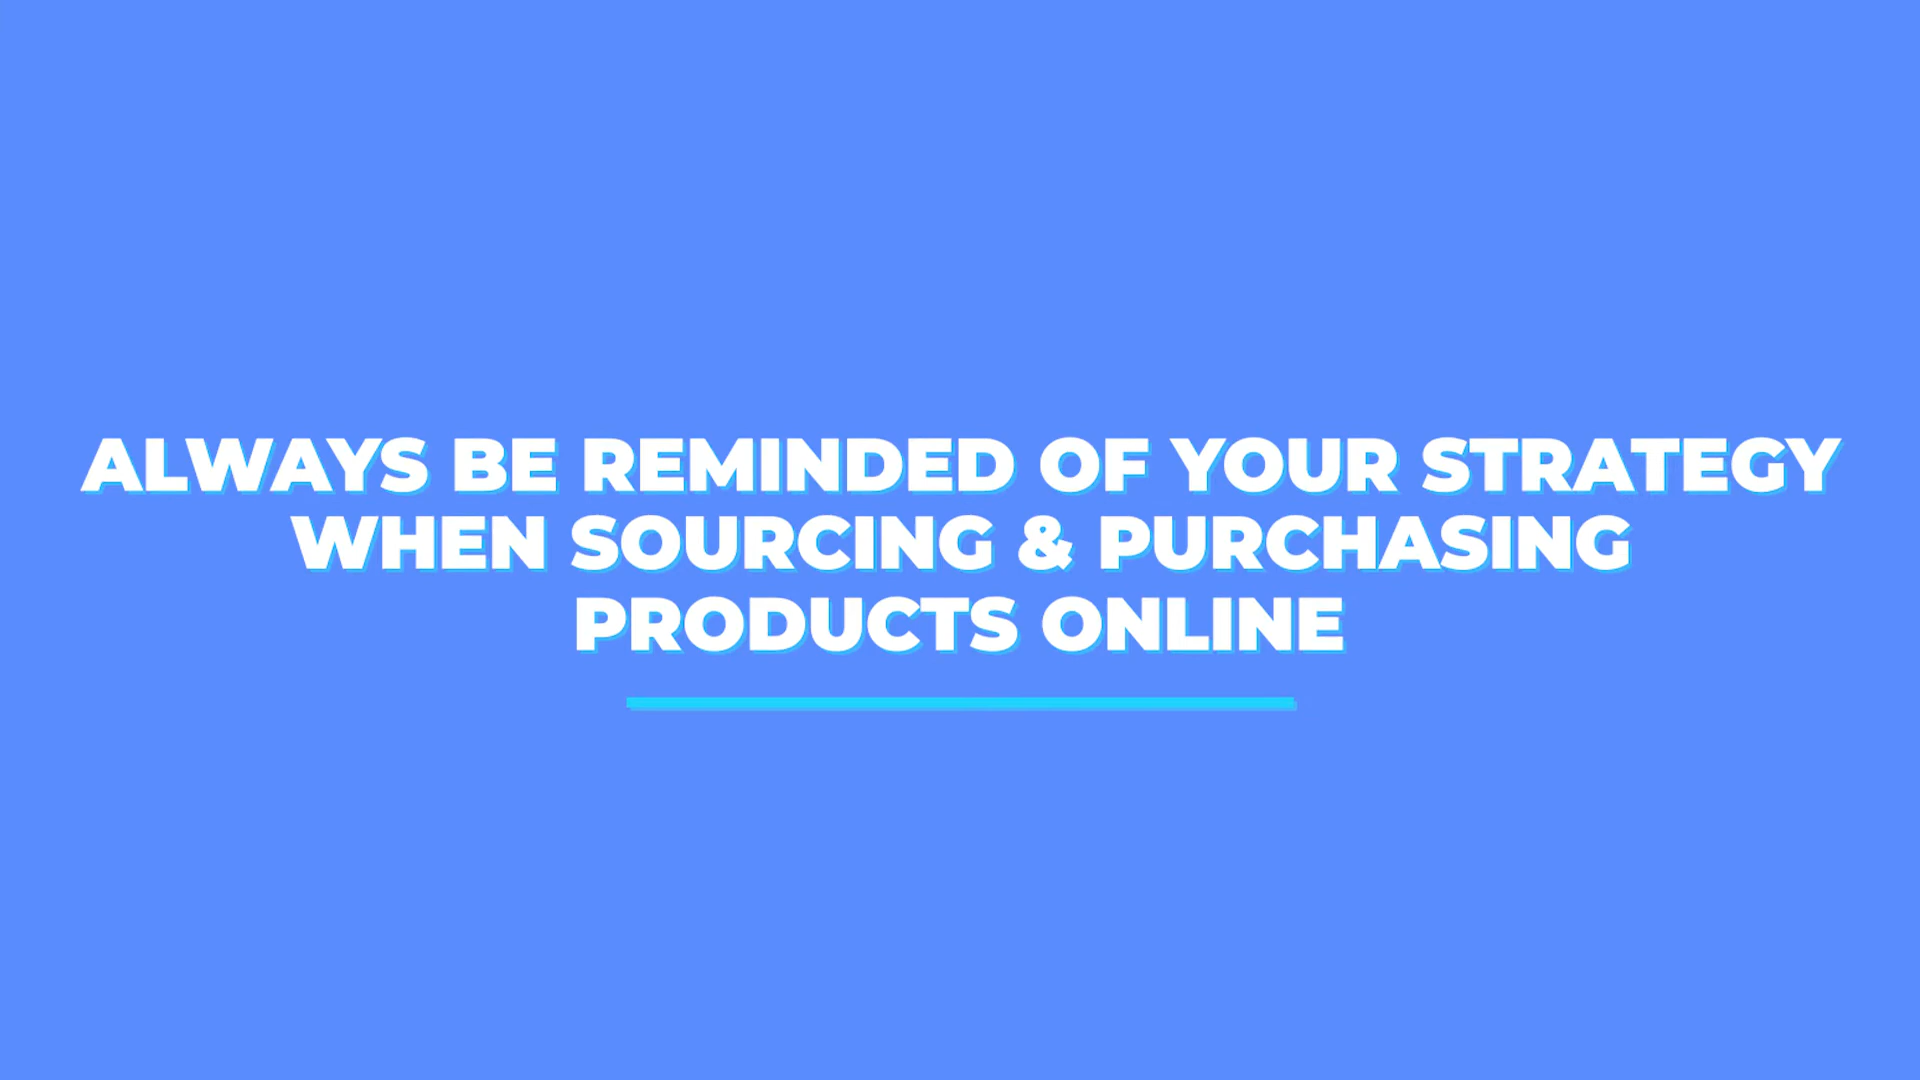 ALWAYS BE REMINDED OF YOUR STRATEGY
WHEN SOURCING & PURCHASING
PRODUCTS ONLINE